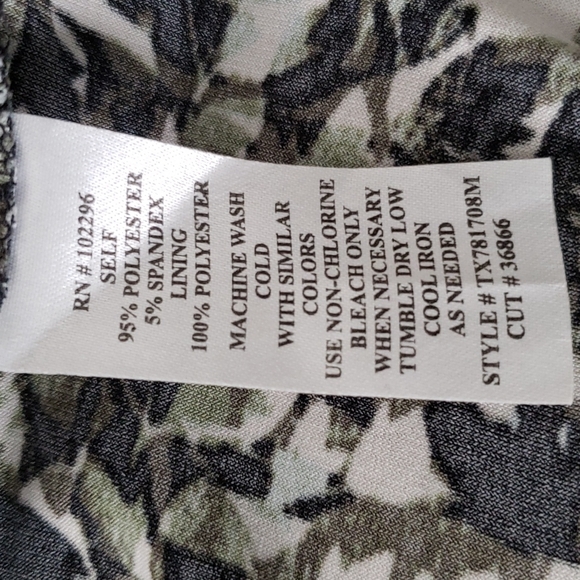 RN # 102296
SELF
95% POLYESTER
5% SPANDEX
LINING
100% POLYESTER
MACHINE WASH
COLD
WITH SIMILAR
COLORS
USE NON-CHLORINE
BLEACH ONLY
WHEN NECESSARY
TUMBLE DRY LOW
COOL IRON
AS NEEDED
STYLE # TX781708M
CUT # 36866